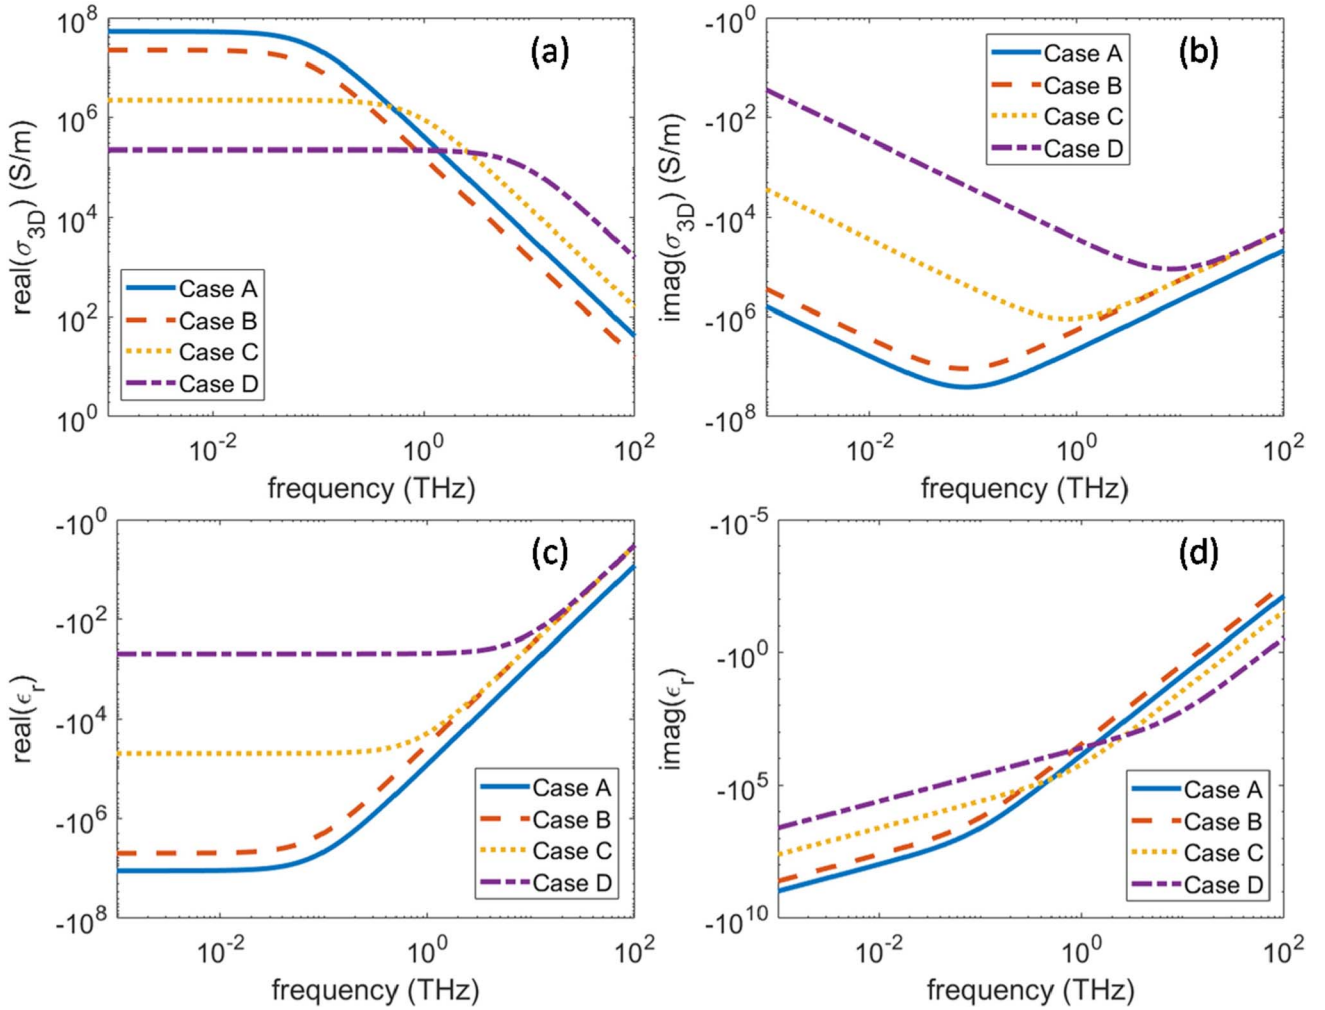 (a)
real(σ3D) (S/m)
10^8
10^6
10^4
10^2
10^0
Case A
Case B
Case C
Case D
10^-2
10^0
10^2
frequency (THz)
(b)
imag(σ3D) (S/m)
-10^0
-10^2
-10^4
-10^6
-10^8
Case A
Case B
Case C
Case D
10^-2
10^0
10^2
frequency (THz)
(c)
real(ϵr)
-10^0
-10^2
-10^4
-10^6
-10^8
Case A
Case B
Case C
Case D
10^-2
10^0
10^2
frequency (THz)
(d)
imag(ϵr)
-10^-5
-10^0
-10^5
-10^10
Case A
Case B
Case C
Case D
10^-2
10^0
10^2
frequency (THz)